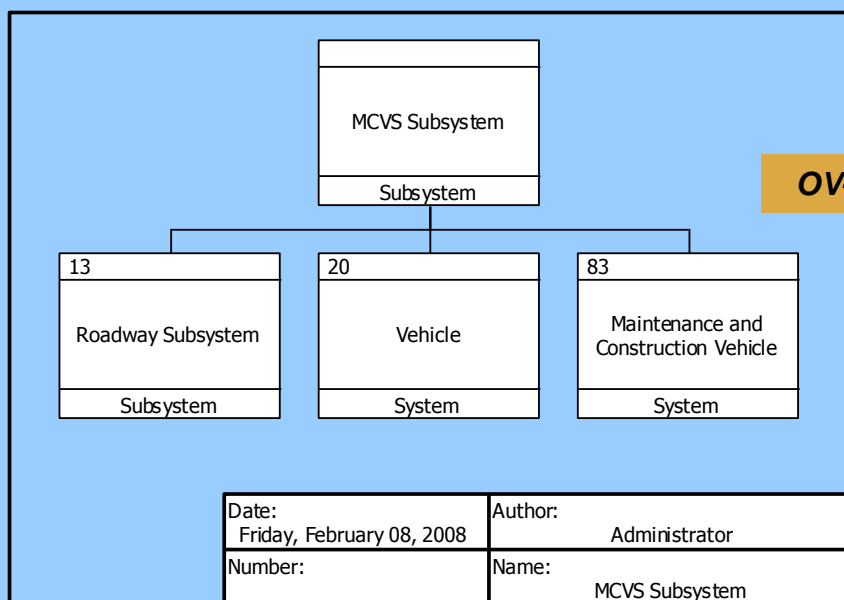 MCVS Subsystem
Subsystem
OV-
13
20
83
Roadway Subsystem
Vehicle
Maintenance and
Construction Vehicle
Subsystem
System
System
Date:
Friday, February 08, 2008
Author:
Administrator
Number:
Name:
MCVS Subsystem